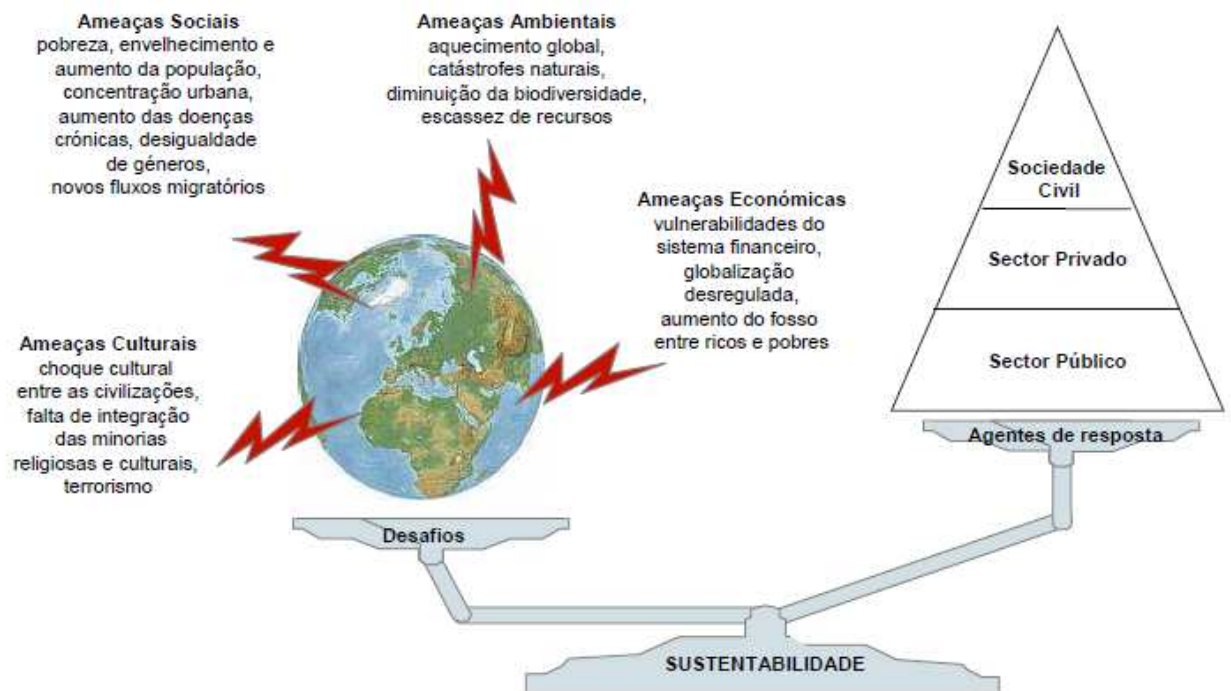 Ameaças Sociais
pobreza, envelhecimento e
aumento da população,
concentração urbana,
aumento das doenças
crónicas, desigualdade
de géneros,
novos fluxos migratórios
Ameaças Ambientais
aquecimento global,
catástrofes naturais,
diminuição da biodiversidade,
escassez de recursos
Ameaças Económicas
vulnerabilidades do
sistema financeiro,
globalização
desregulada,
aumento do fosso
entre ricos e pobres
Ameaças Culturais
choque cultural
entre as civilizações,
falta de integração
das minorias
religiosas e culturais,
terrorismo
Sociedade
Civil
Sector Privado
Sector Público
Agentes de resposta
Desafios
SUSTENTABILIDADE